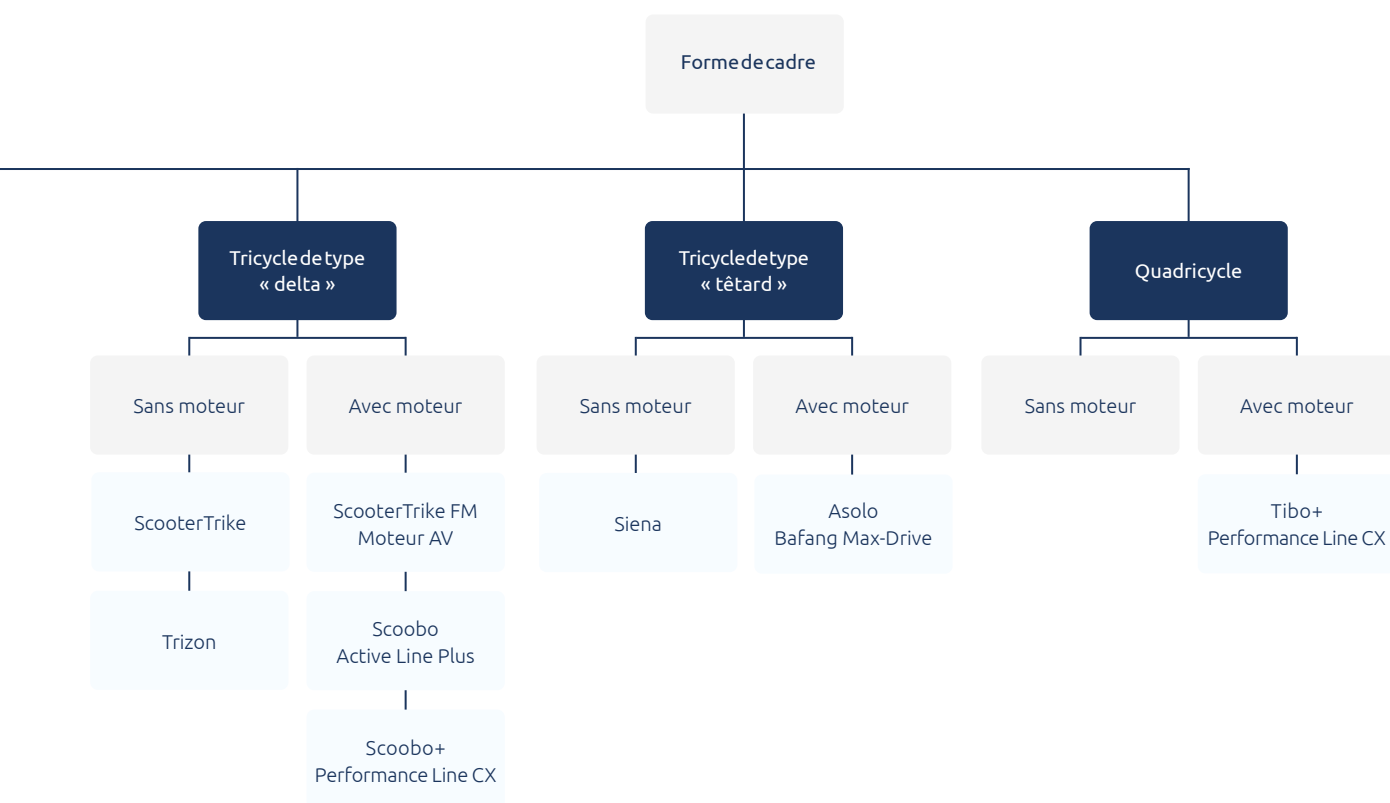 Forme de cadre
Tricycle de type
« delta »
Tricycle de type
« têtard »
Quadricycle
Sans moteur
Avec moteur
Sans moteur
Avec moteur
Sans moteur
Avec moteur
ScooterTrike
ScooterTrike FM
Moteur AV
Siena
Asolo
Bafang Max-Drive
Tibo+
Performance Line CX
Trizon
Scoobo
Active Line Plus
Scoobo+
Performance Line CX